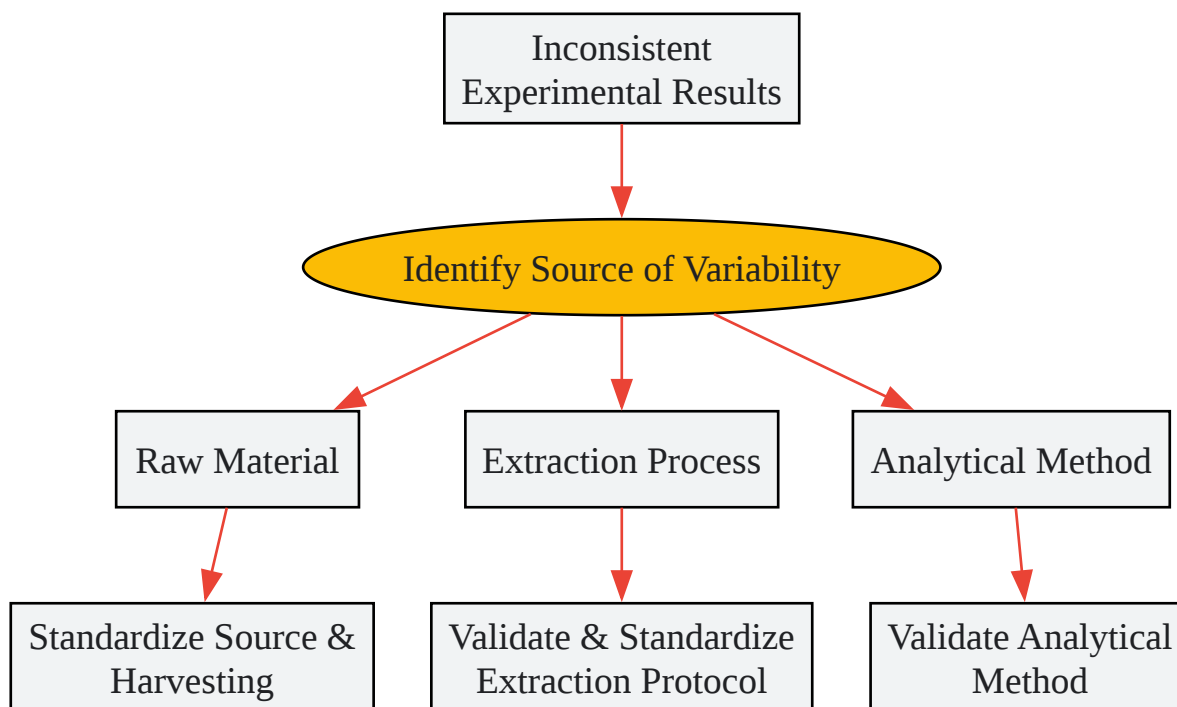 Inconsistent
Experimental Results
Identify Source of Variability
Raw Material
Extraction Process
Analytical Method
Standardize Source &
Harvesting
Validate & Standardize
Extraction Protocol
Validate Analytical
Method